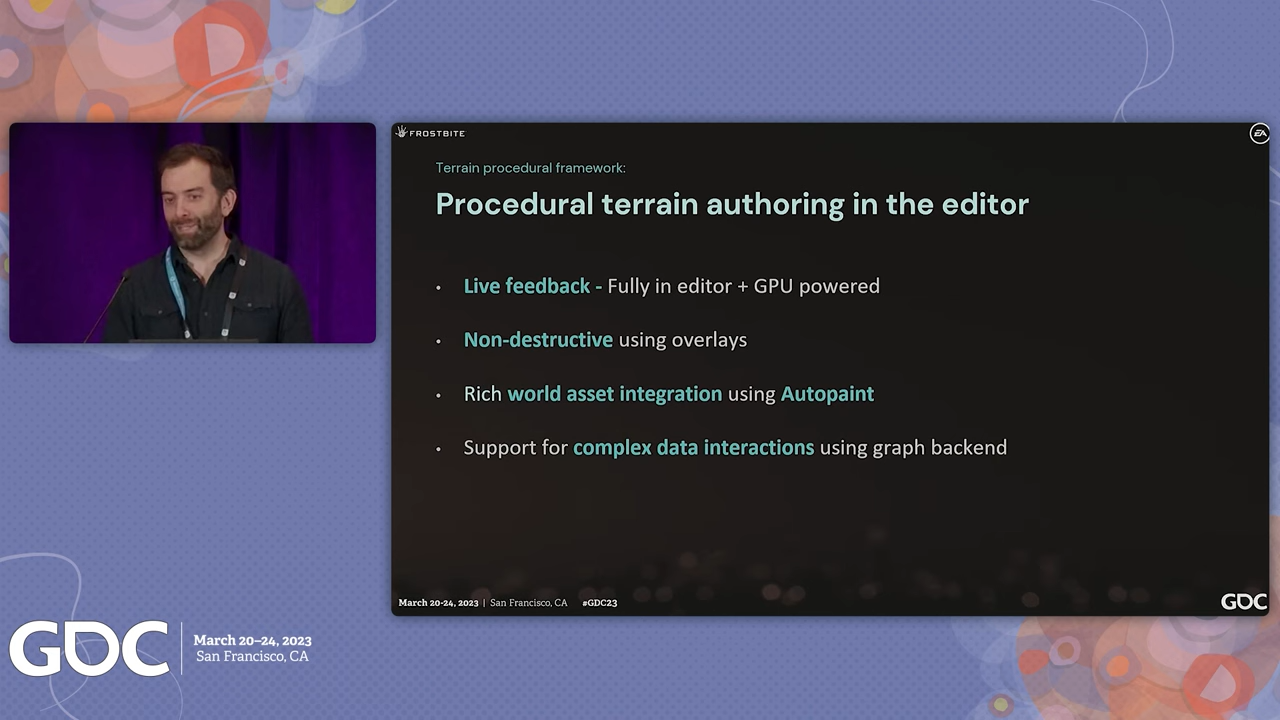 FROSTBITE
EA
Terrain procedural framework:
Procedural terrain authoring in the editor
• Live feedback - Fully in editor + GPU powered
• Non-destructive using overlays
• Rich world asset integration using Autopaint
• Support for complex data interactions using graph backend
March 20-24, 2023 | San Francisco, CA #GDC23
GDC
GDC
March 20–24, 2023
San Francisco, CA